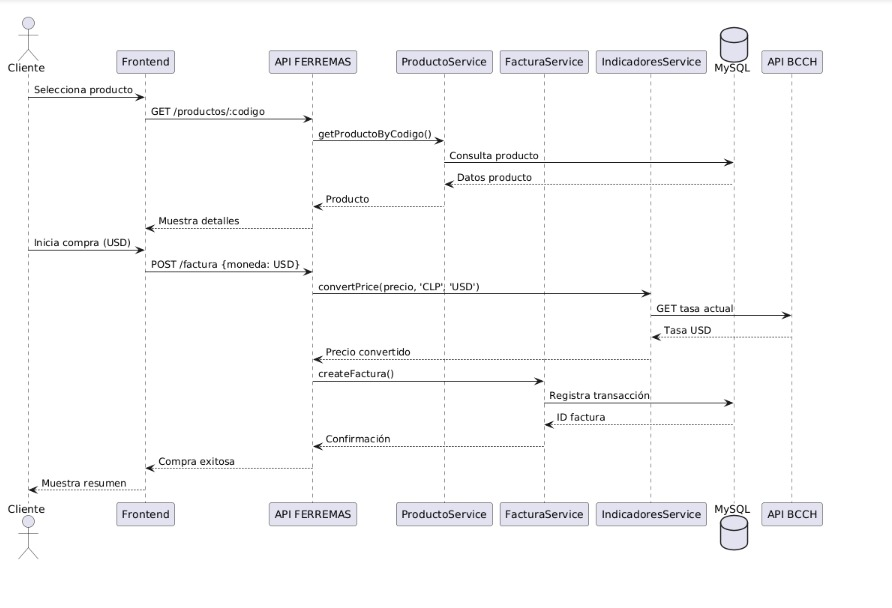 Cliente
Frontend
API FERREMAS
ProductoService
FacturaService
IndicadoresService
MySQL
API BCCH
Selecciona producto
GET /productos/:codigo
getProductoByCodigo()
Consulta producto
Datos producto
Producto
Muestra detalles
Inicia compra (USD)
POST /factura {moneda: USD}
convertPrice(precio, 'CLP', 'USD')
GET tasa actual
Tasa USD
Precio convertido
createFactura()
Registra transacción
ID factura
Confirmación
Compra exitosa
Muestra resumen
Cliente
Frontend
API FERREMAS
ProductoService
FacturaService
IndicadoresService
MySQL
API BCCH